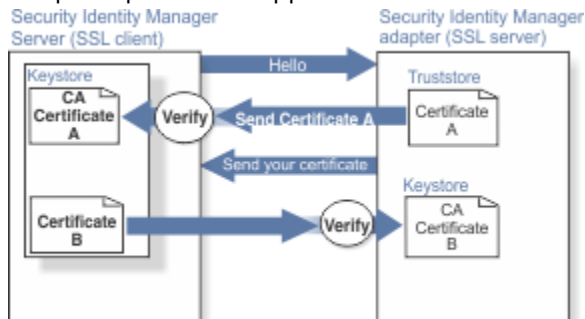 Security Identity Manager
Server (SSL client)
Security Identity Manager
adapter (SSL server)
Hello
Keystore
CA
Certificate
A
Verify
Send Certificate A
Truststore
Certificate
A
Send your certificate
Keystore
Certificate
B
Verify
CA
Certificate
B